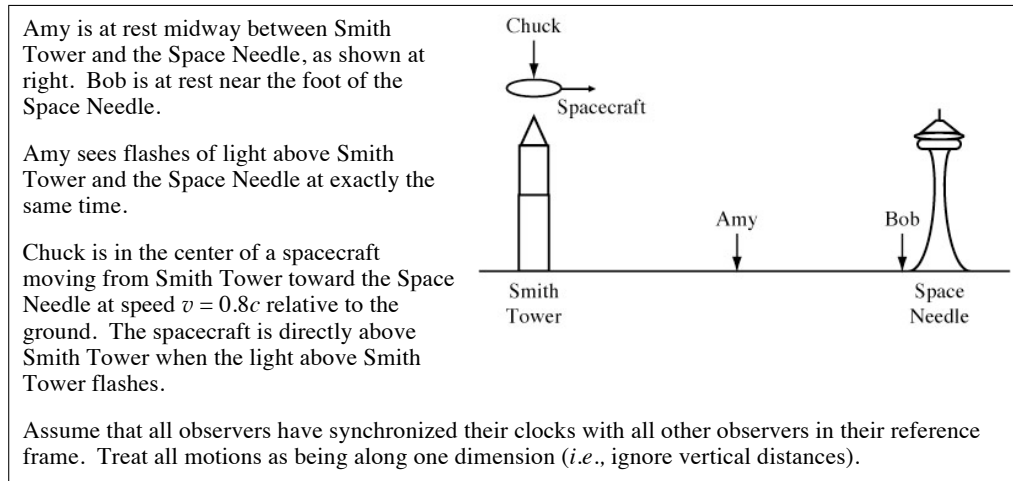 Amy is at rest midway between Smith
Tower and the Space Needle, as shown at
right.  Bob is at rest near the foot of the
Space Needle.
Amy sees flashes of light above Smith
Tower and the Space Needle at exactly the
same time.
Chuck is in the center of a spacecraft
moving from Smith Tower toward the Space
Needle at speed v = 0.8c relative to the
ground.  The spacecraft is directly above
Smith Tower when the light above Smith
Tower flashes.
Chuck
Spacecraft
Amy
Bob
Smith
Tower
Space
Needle
Assume that all observers have synchronized their clocks with all other observers in their reference
frame.  Treat all motions as being along one dimension (i.e., ignore vertical distances).